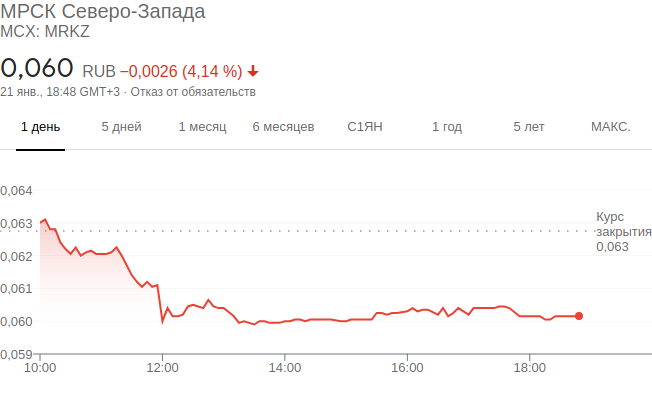 МРСК Северо-Запада
MCX: MRKZ
0,060 RUB −0,0026 (4,14 %)
21 янв., 18:48 GMT+3 · Отказ от обязательств
1 день 5 дней 1 месяц 6 месяцев С1ЯН 1 год 5 лет МАКС.
0,064
0,063
0,062
0,061
0,060
0,059
Курс
закрытия
0,063
10:00 12:00 14:00 16:00 18:00